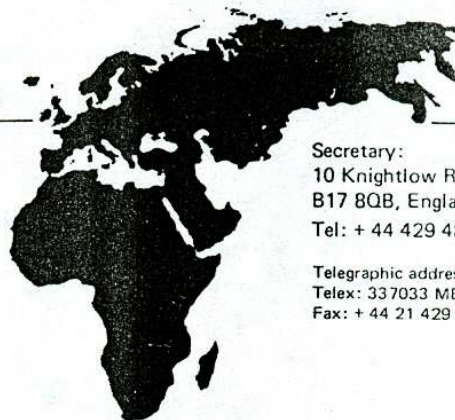 Secretary:
10 Knightlow R
B17 8QB, Engla
Tel: + 44 429 4
Telegraphic addres
Telex: 337033 ME
Fax: + 44 21 429